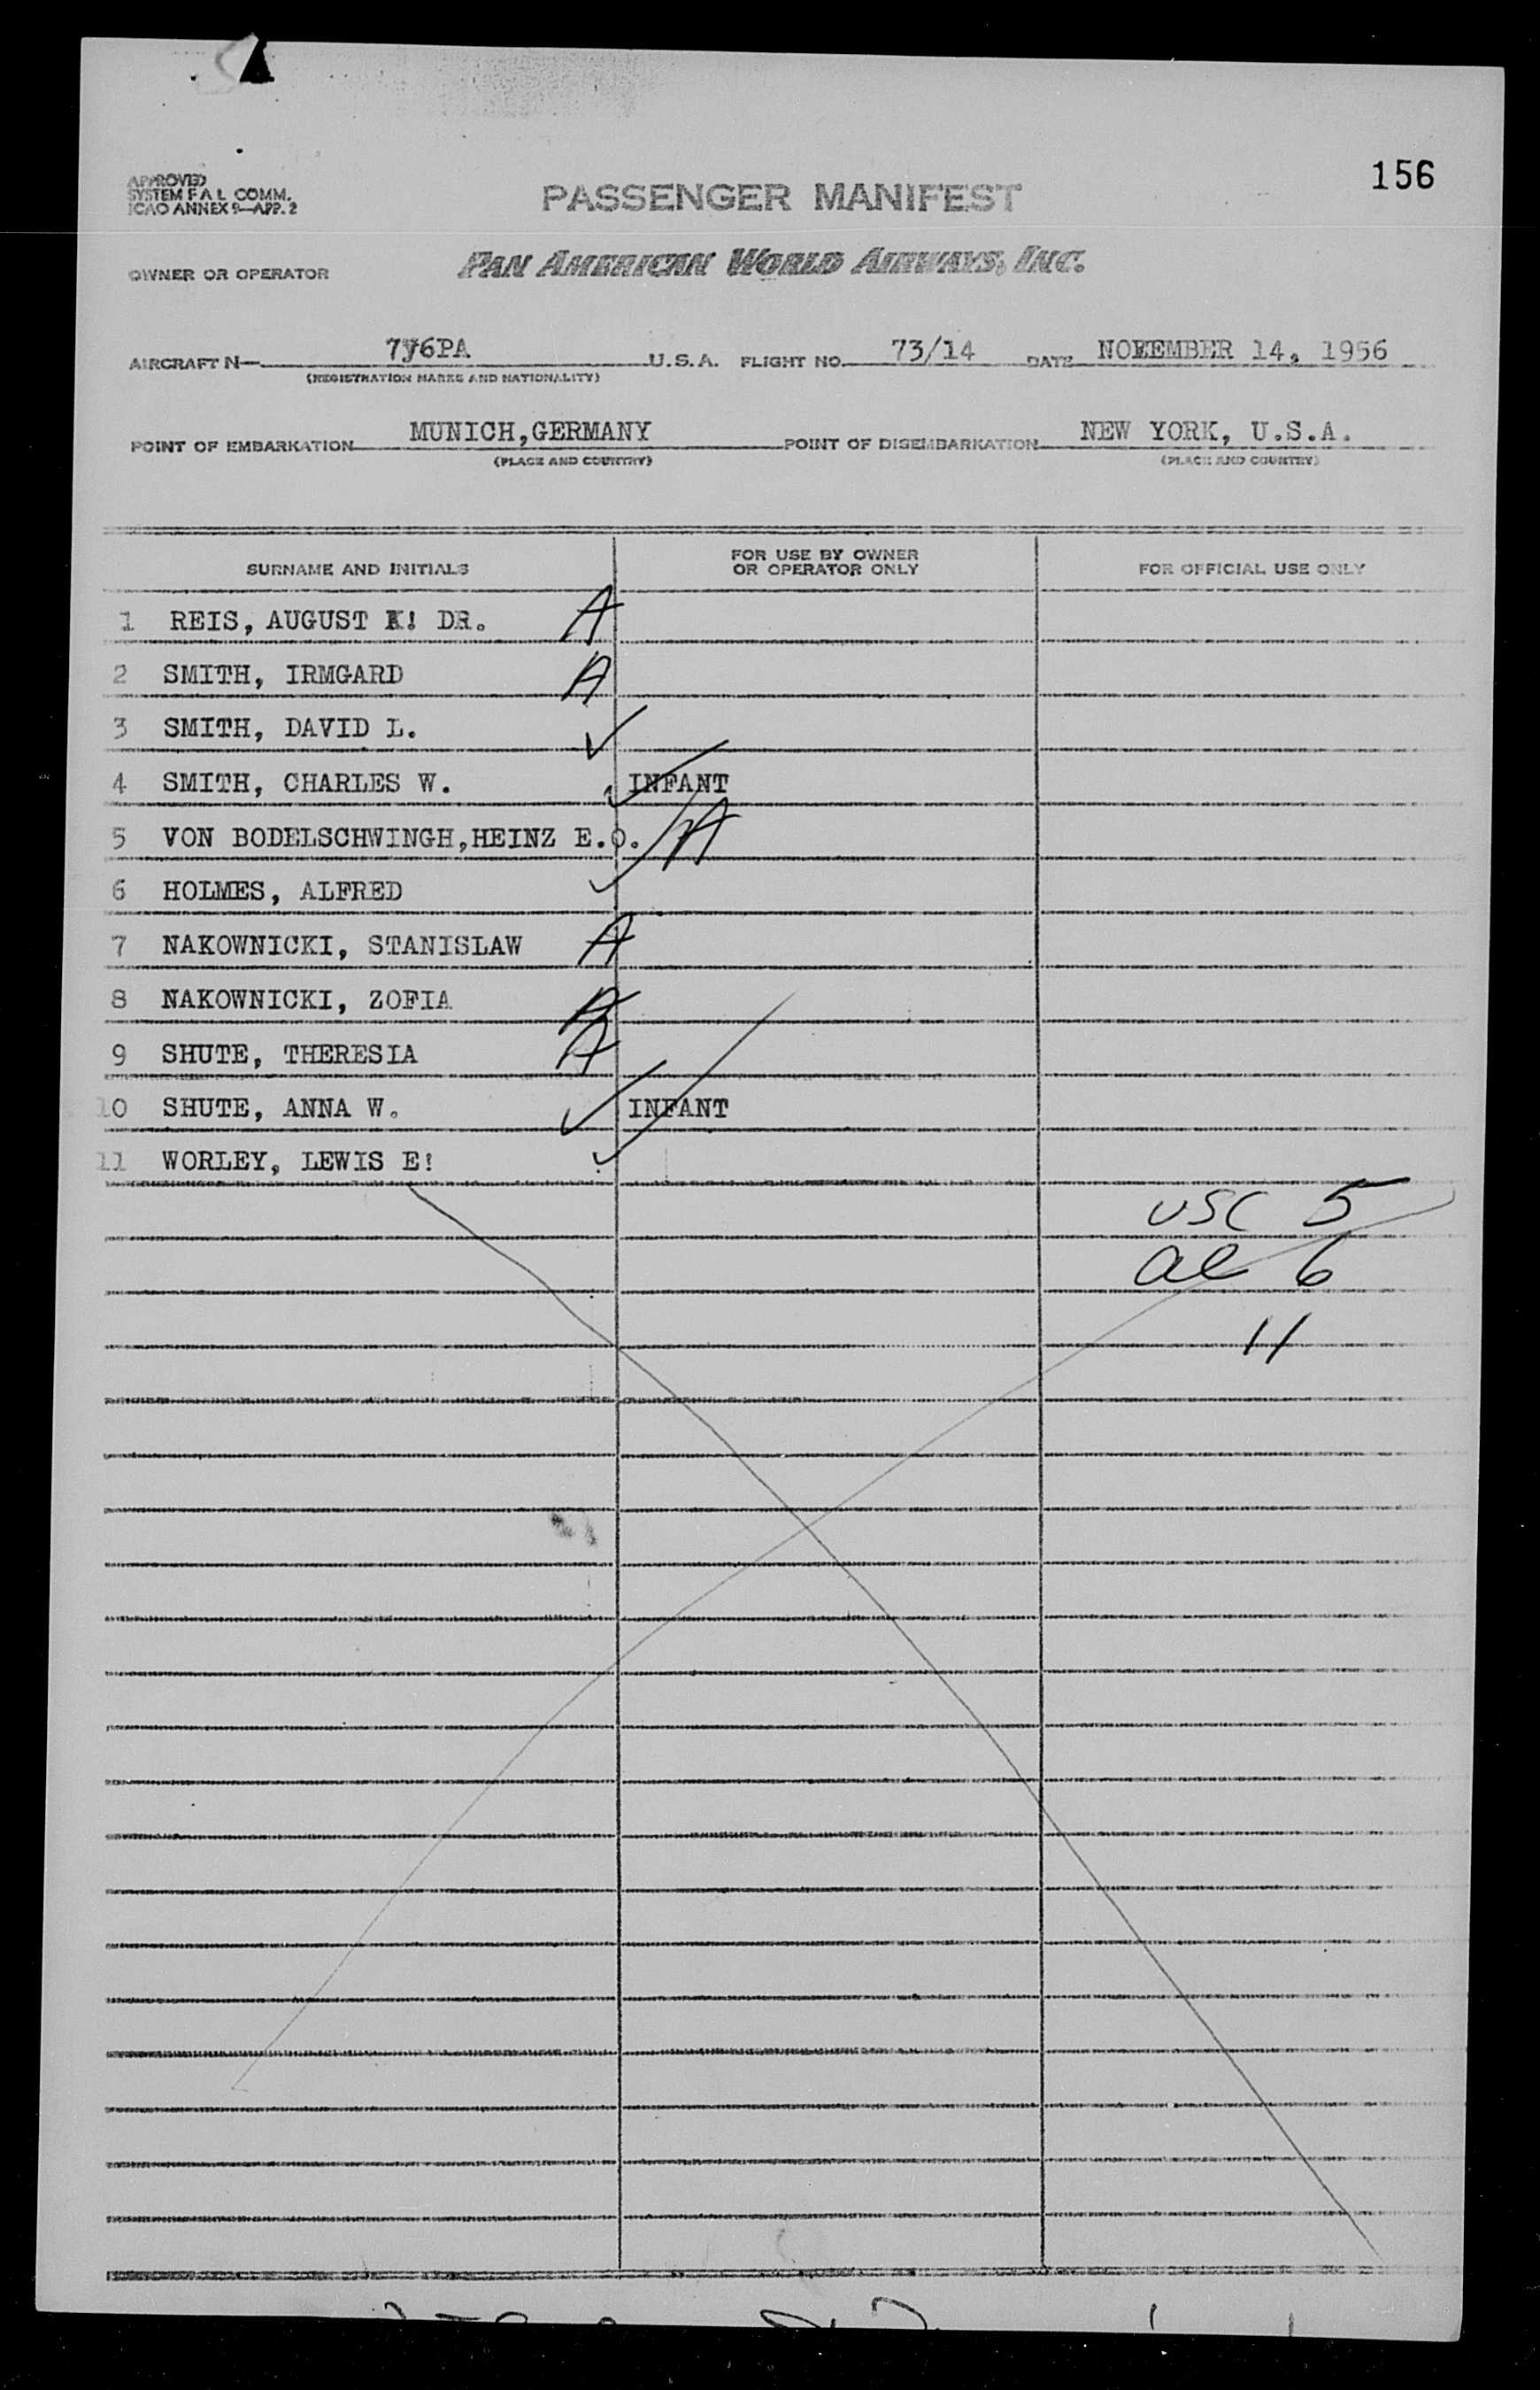 156
APPROVED
SYSTEM F A L COMM.
ICAO ANNEX 9—APP. 2
PASSENGER MANIFEST
OWNER OR OPERATOR PAN AMERICAN WORLD AIRWAYS, INC.
AIRCRAFT N— 6PA U.S.A. FLIGHT NO. 73/14 DATE NOEEMBER 14, 1956
(REGISTRATION MARKS AND NATIONALITY)
POINT OF EMBARKATION MUNICH,GERMANY POINT OF DISEMBARKATION NEW YORK, U.S.A.
(PLACE AND COUNTRY) (PLACE AND COUNTRY)
SURNAME AND INITIALS FOR USE BY OWNER OR OPERATOR ONLY FOR OFFICIAL USE ONLY
1 REIS, AUGUST K! DR. A
2 SMITH, IRMGARD A
3 SMITH, DAVID L. ✓
4 SMITH, CHARLES W. ✓ INFANT
5 VON BODELSCHWINGH,HEINZ E.O. A
6 HOLMES, ALFRED ✓
7 NAKOWNICKI, STANISLAW A
8 NAKOWNICKI, ZOFIA A
9 SHUTE, THERESIA A
10 SHUTE, ANNA W. ✓ INFANT
11 WORLEY, LEWIS E! ✓
USC 5
al 6
11